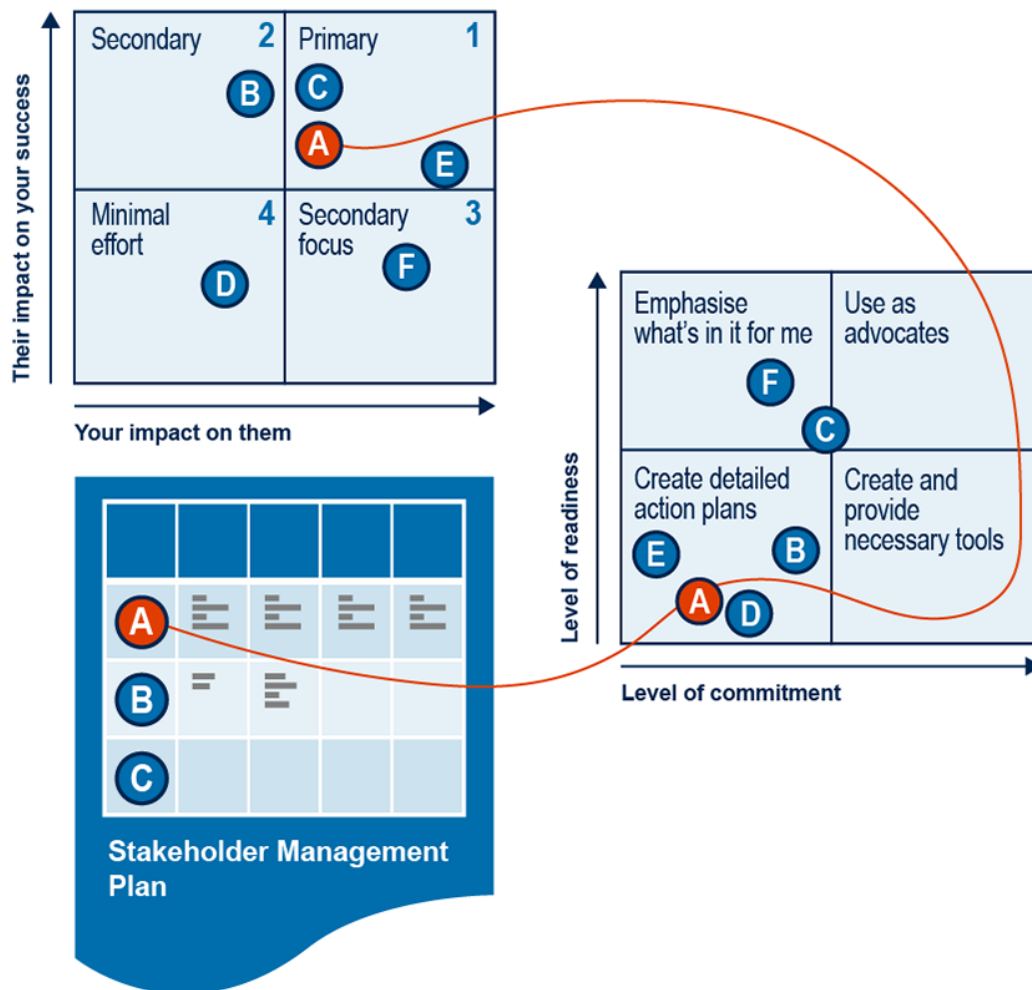 Their impact on your success
Secondary 2
Primary 1
B
C
A
E
Minimal
effort
4
Secondary
focus
3
D
F
Your impact on them
Level of readiness
Emphasise
what's in it for me
Use as
advocates
F
C
Create detailed
action plans
Create and
provide
necessary tools
E
B
A
D
Level of commitment
A
B
C
Stakeholder Management
Plan